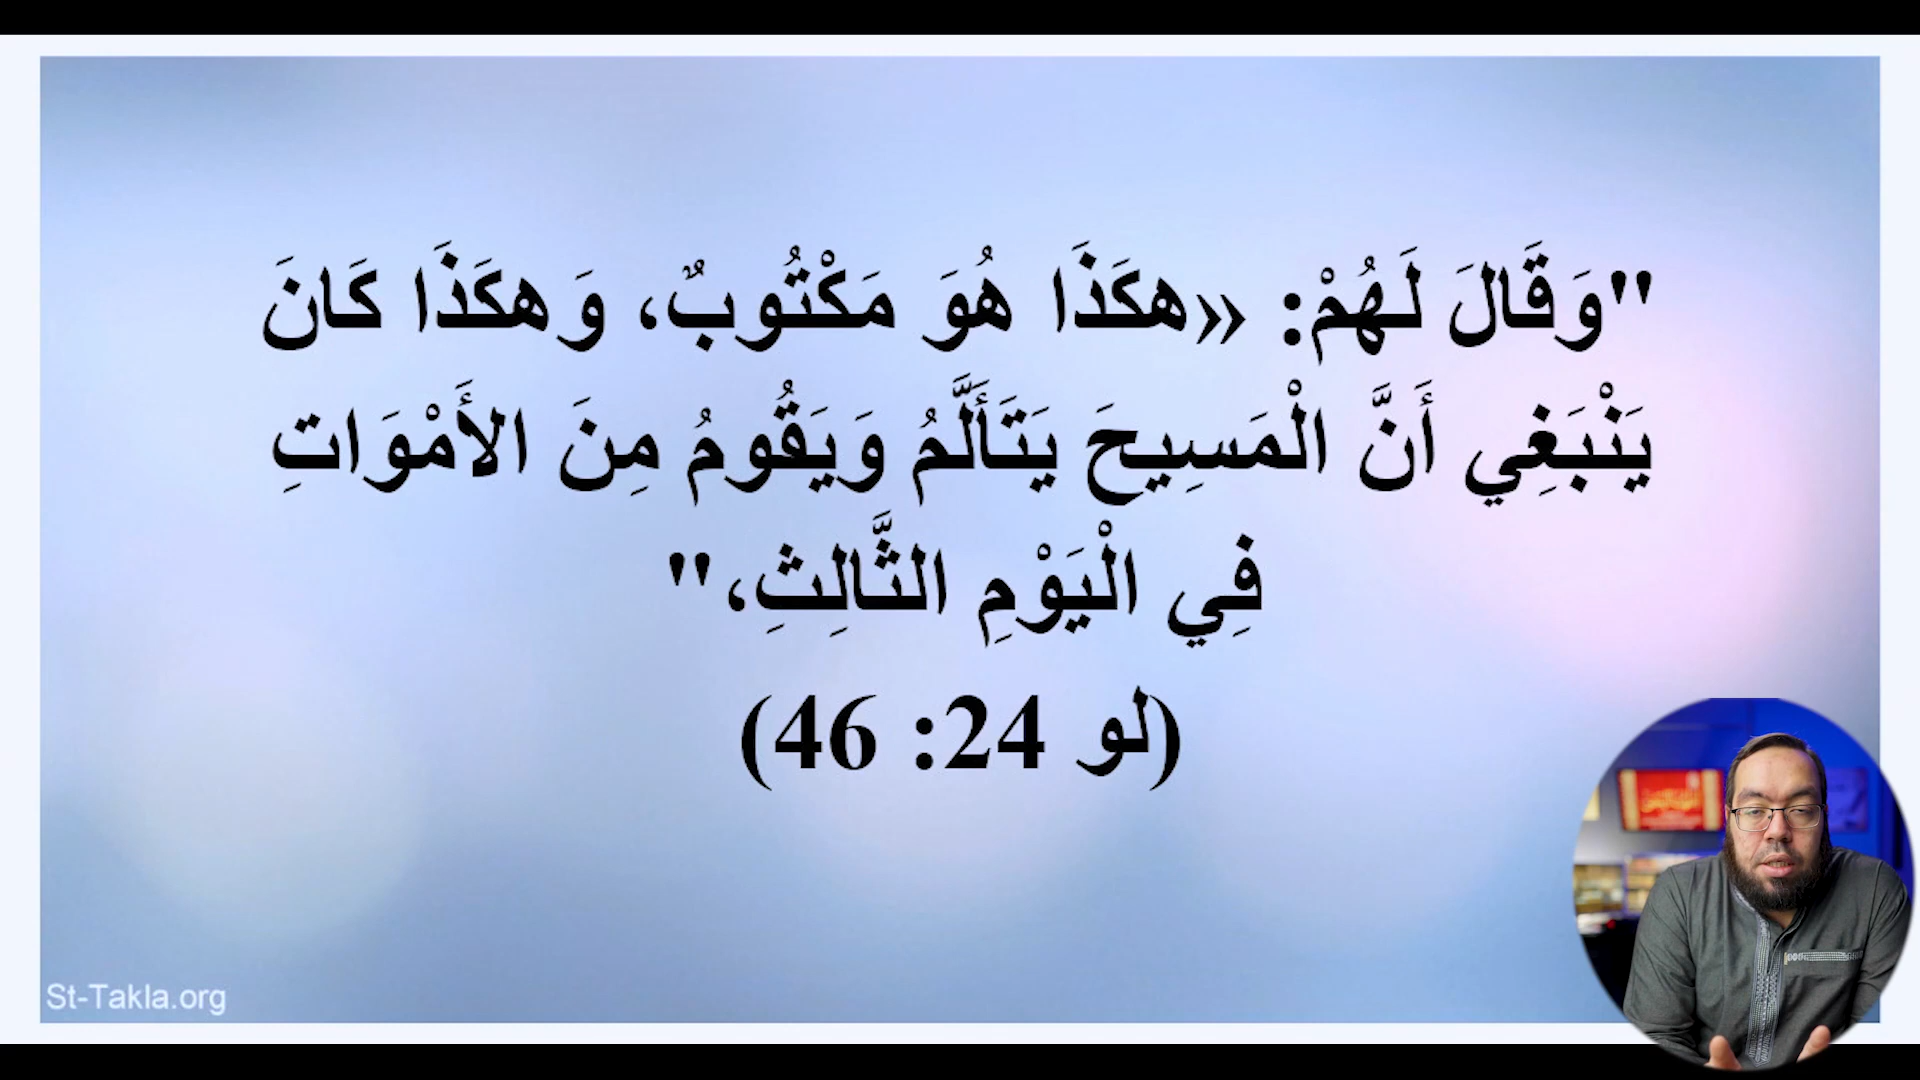 "وَقَالَ لَهُمْ: «هكَذَا هُوَ مَكْتُوبٌ، وَهكَذَا كَانَ
يَنْبَغِي أَنَّ الْمَسِيحَ يَتَأَلَّمُ وَيَقُومُ مِنَ الأَمْوَاتِ
فِي الْيَوْمِ الثَّالِثِ،"
(لو 24: 46)
St-Takla.org